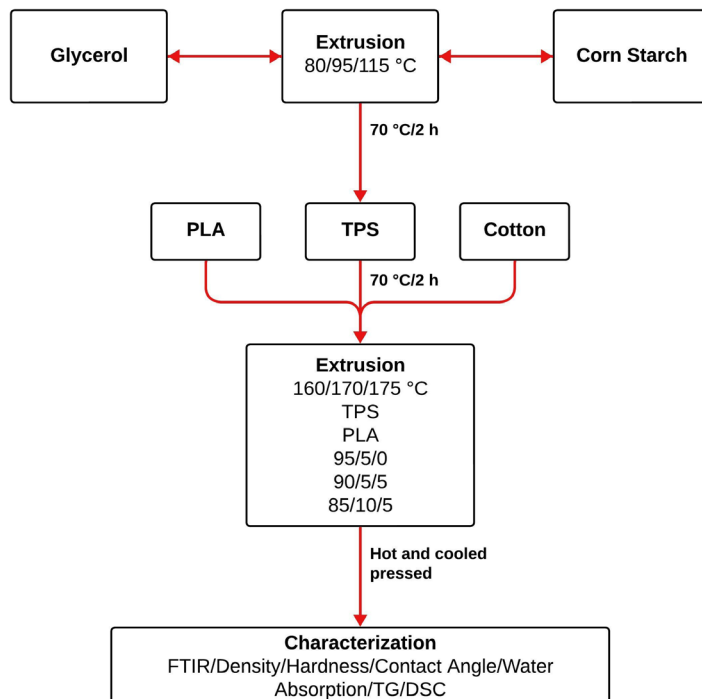 Glycerol
Extrusion
80/95/115 °C
Corn Starch
70 °C/2 h
PLA
TPS
Cotton
70 °C/2 h
Extrusion
160/170/175 °C
TPS
PLA
95/5/0
90/5/5
85/10/5
Hot and cooled
pressed
Characterization
FTIR/Density/Hardness/Contact Angle/Water
Absorption/TG/DSC